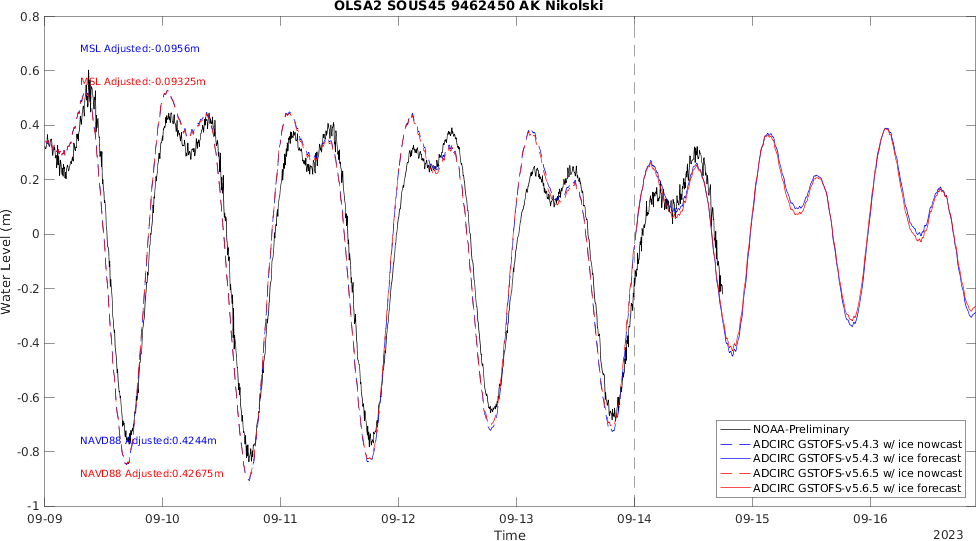 OLSA2 SOUS45 9462450 AK Nikolski
0.8
0.6
0.4
0.2
0
-0.2
-0.4
-0.6
-0.8
-1
Water Level (m)
MSL Adjusted:-0.0956m
MSL Adjusted:-0.09325m
NAVD88 Adjusted:0.4244m
NAVD88 Adjusted:0.42675m
NOAA-Preliminary
ADCIRC GSTOFS-v5.4.3 w/ ice nowcast
ADCIRC GSTOFS-v5.4.3 w/ ice forecast
ADCIRC GSTOFS-v5.6.5 w/ ice nowcast
ADCIRC GSTOFS-v5.6.5 w/ ice forecast
09-09 09-10 09-11 09-12 09-13 09-14 09-15 09-16
Time
2023